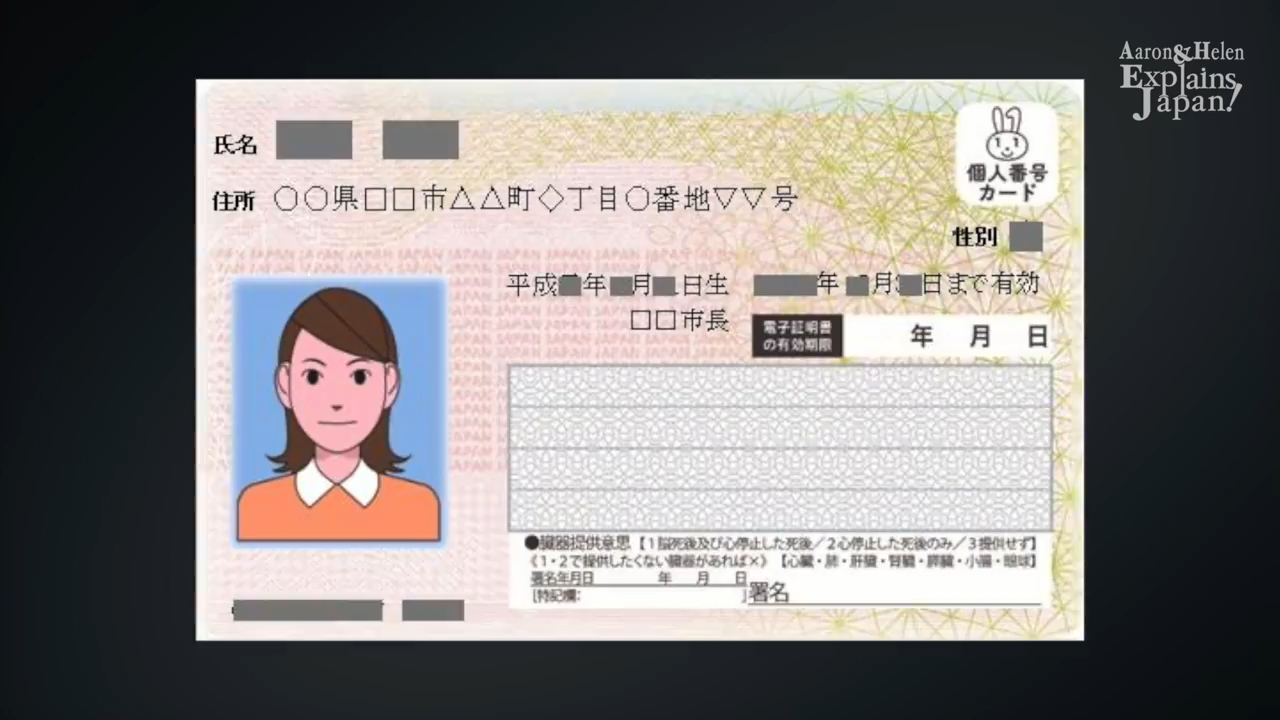 Aaron&Helen
Explains
Japan!
氏名
個人番号
カード
住所 〇〇県□□市△△町◇丁目〇番地▽▽号
性別
平成 年 月 日生 年 月 日まで有効
□□市長
電子証明書
の有効期限
年 月 日
●臓器提供意思【1脳死後及び心停止した死後/2心停止した死後のみ/3提供せず】
《1・2で提供したくない臓器があれば×》【心臓・肺・肝臓・腎臓・膵臓・小腸・眼球】
署名年月日 年 月 日
[特記欄: ]
署名